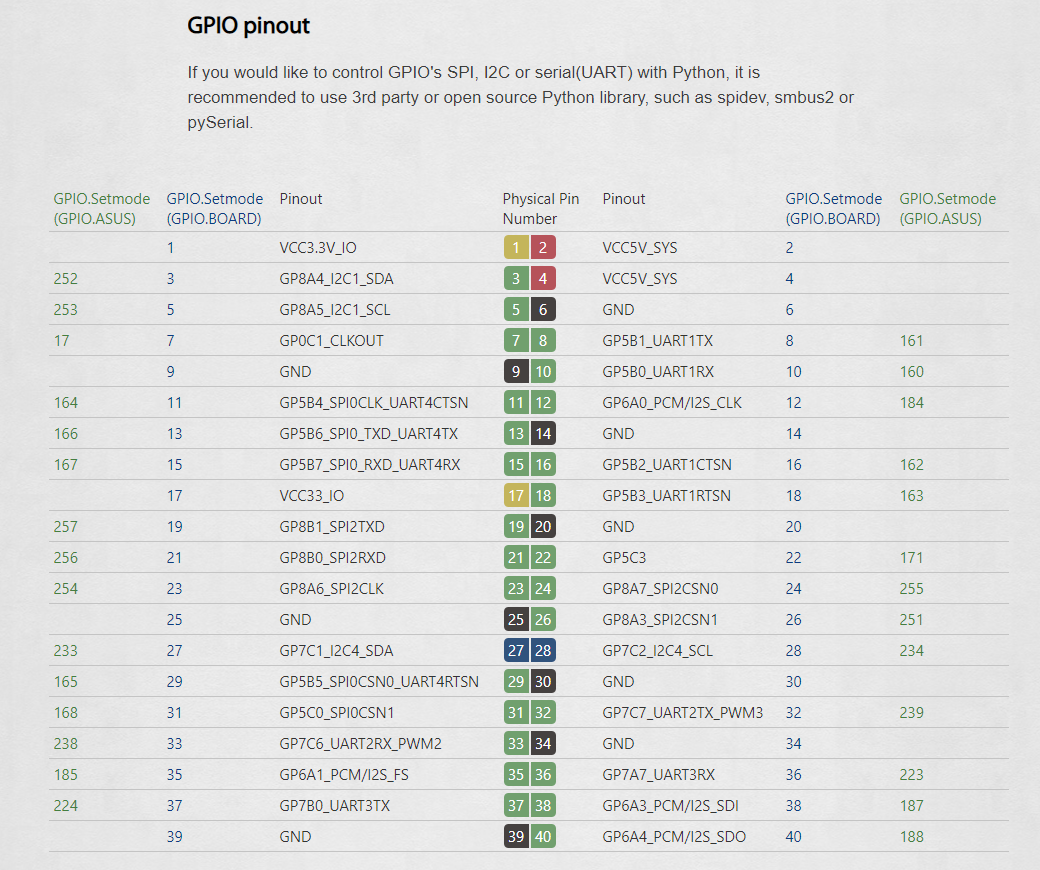 GPIO pinout
If you would like to control GPIO's SPI, I2C or serial(UART) with Python, it is
recommended to use 3rd party or open source Python library, such as spidev, smbus2 or
pySerial.
GPIO.Setmode GPIO.Setmode Pinout Physical Pin Pinout GPIO.Setmode GPIO.Setmode
(GPIO.ASUS) (GPIO.BOARD) Number (GPIO.BOARD) (GPIO.ASUS)
1 VCC3.3V_IO 1 2 VCC5V_SYS 2
252 3 GP8A4_I2C1_SDA 3 4 VCC5V_SYS 4
253 5 GP8A5_I2C1_SCL 5 6 GND 6
17 7 GP0C1_CLKOUT 7 8 GP5B1_UART1TX 8 161
9 GND 9 10 GP5B0_UART1RX 10 160
164 11 GP5B4_SPI0CLK_UART4CTSN 11 12 GP6A0_PCM/I2S_CLK 12 184
166 13 GP5B6_SPI0_TXD_UART4TX 13 14 GND 14
167 15 GP5B7_SPI0_RXD_UART4RX 15 16 GP5B2_UART1CTSN 16 162
17 VCC33_IO 17 18 GP5B3_UART1RTSN 18 163
257 19 GP8B1_SPI2TXD 19 20 GND 20
256 21 GP8B0_SPI2RXD 21 22 GP5C3 22 171
254 23 GP8A6_SPI2CLK 23 24 GP8A7_SPI2CSN0 24 255
25 GND 25 26 GP8A3_SPI2CSN1 26 251
233 27 GP7C1_I2C4_SDA 27 28 GP7C2_I2C4_SCL 28 234
165 29 GP5B5_SPI0CSN0_UART4RTSN 29 30 GND 30
168 31 GP5C0_SPI0CSN1 31 32 GP7C7_UART2TX_PWM3 32 239
238 33 GP7C6_UART2RX_PWM2 33 34 GND 34
185 35 GP6A1_PCM/I2S_FS 35 36 GP7A7_UART3RX 36 223
224 37 GP7B0_UART3TX 37 38 GP6A3_PCM/I2S_SDI 38 187
39 GND 39 40 GP6A4_PCM/I2S_SDO 40 188